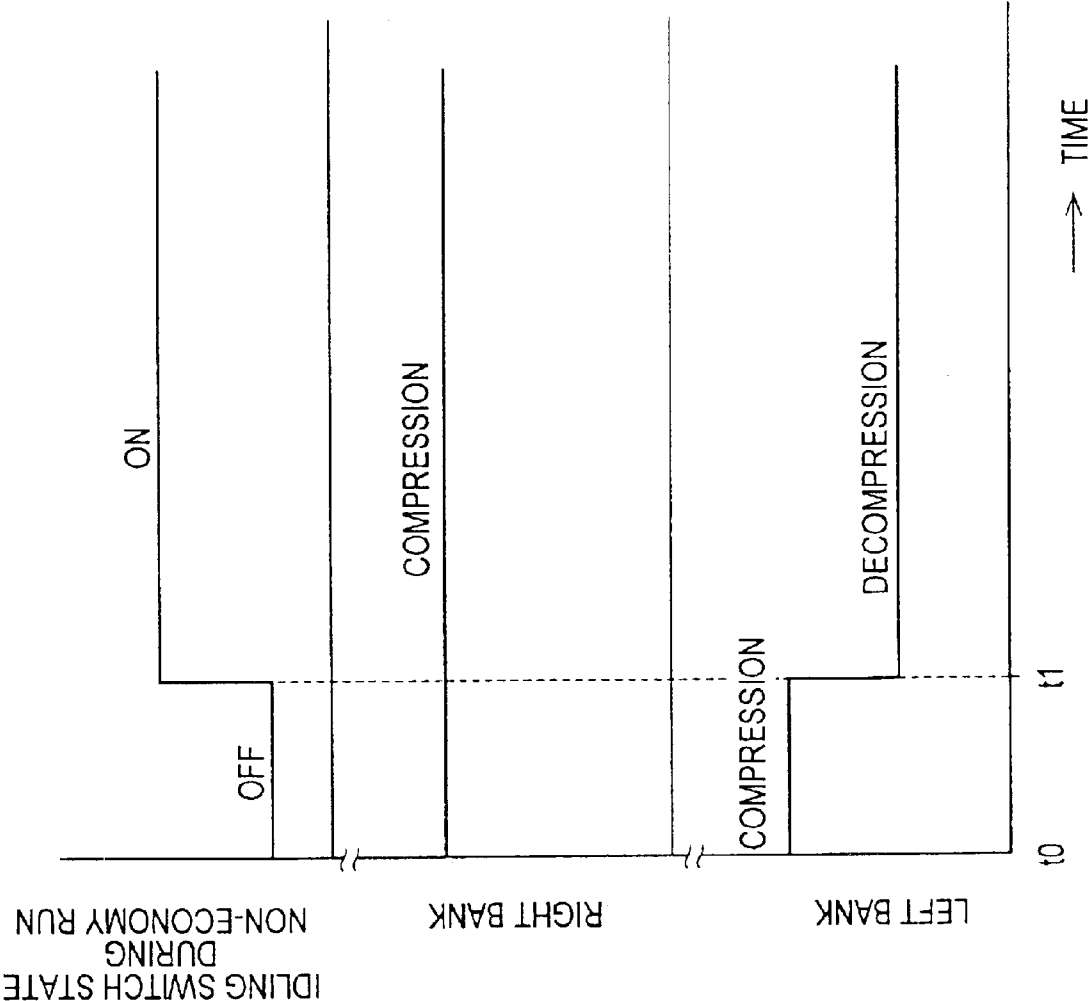 IDLING SWITCH STATE
DURING
NON-ECONOMY RUN
OFF
ON
RIGHT BANK
COMPRESSION
LEFT BANK
COMPRESSION
DECOMPRESSION
t0
t1
→ TIME